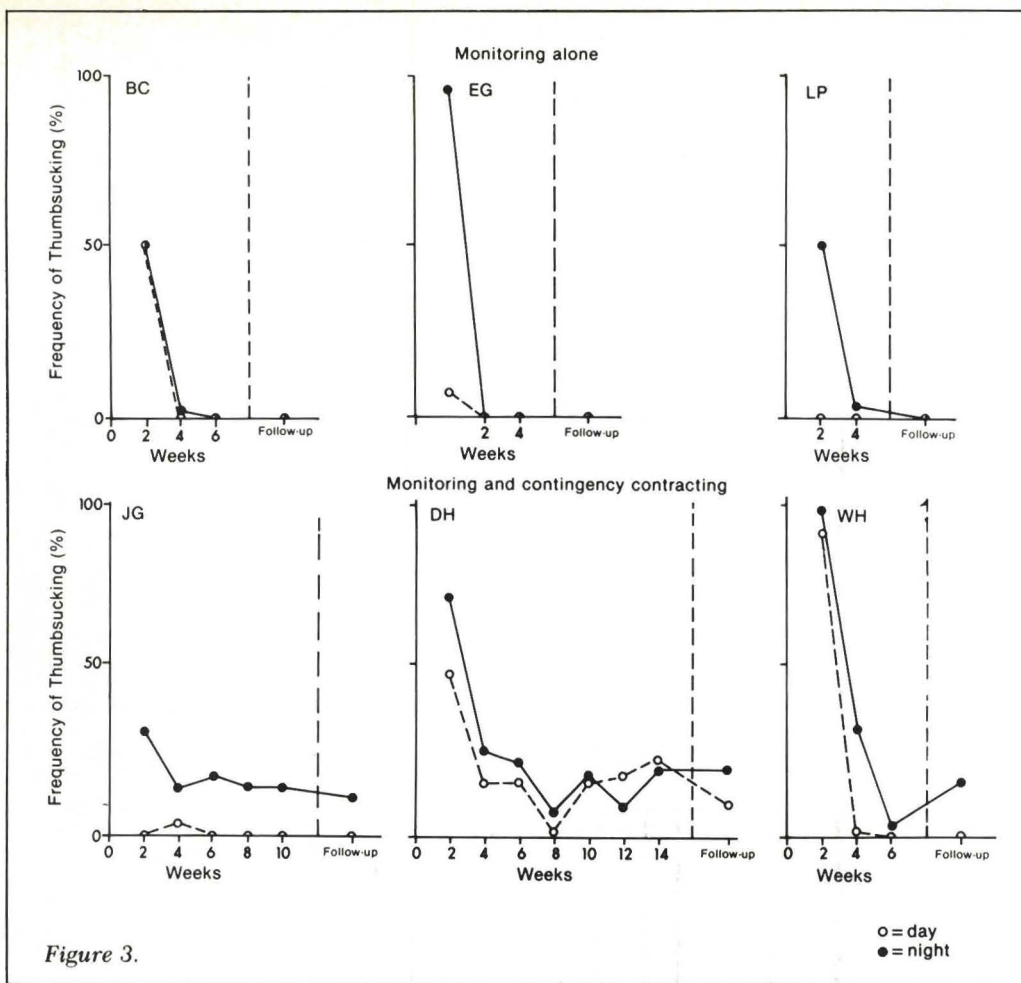 Monitoring alone
100
BC
EG
LP
Frequency of Thumbsucking (%)
50
0
0 2 4 6 Follow-up
Weeks
2 4 Follow-up
Weeks
2 4 Follow-up
Weeks
Monitoring and contingency contracting
100
JG
DH
WH
Frequency of Thumbsucking (%)
50
0
0 2 4 6 8 10 Follow-up
Weeks
0 2 4 6 8 10 12 14 Follow-up
Weeks
0 2 4 6 Follow-up
Weeks
Figure 3.
= day
= night